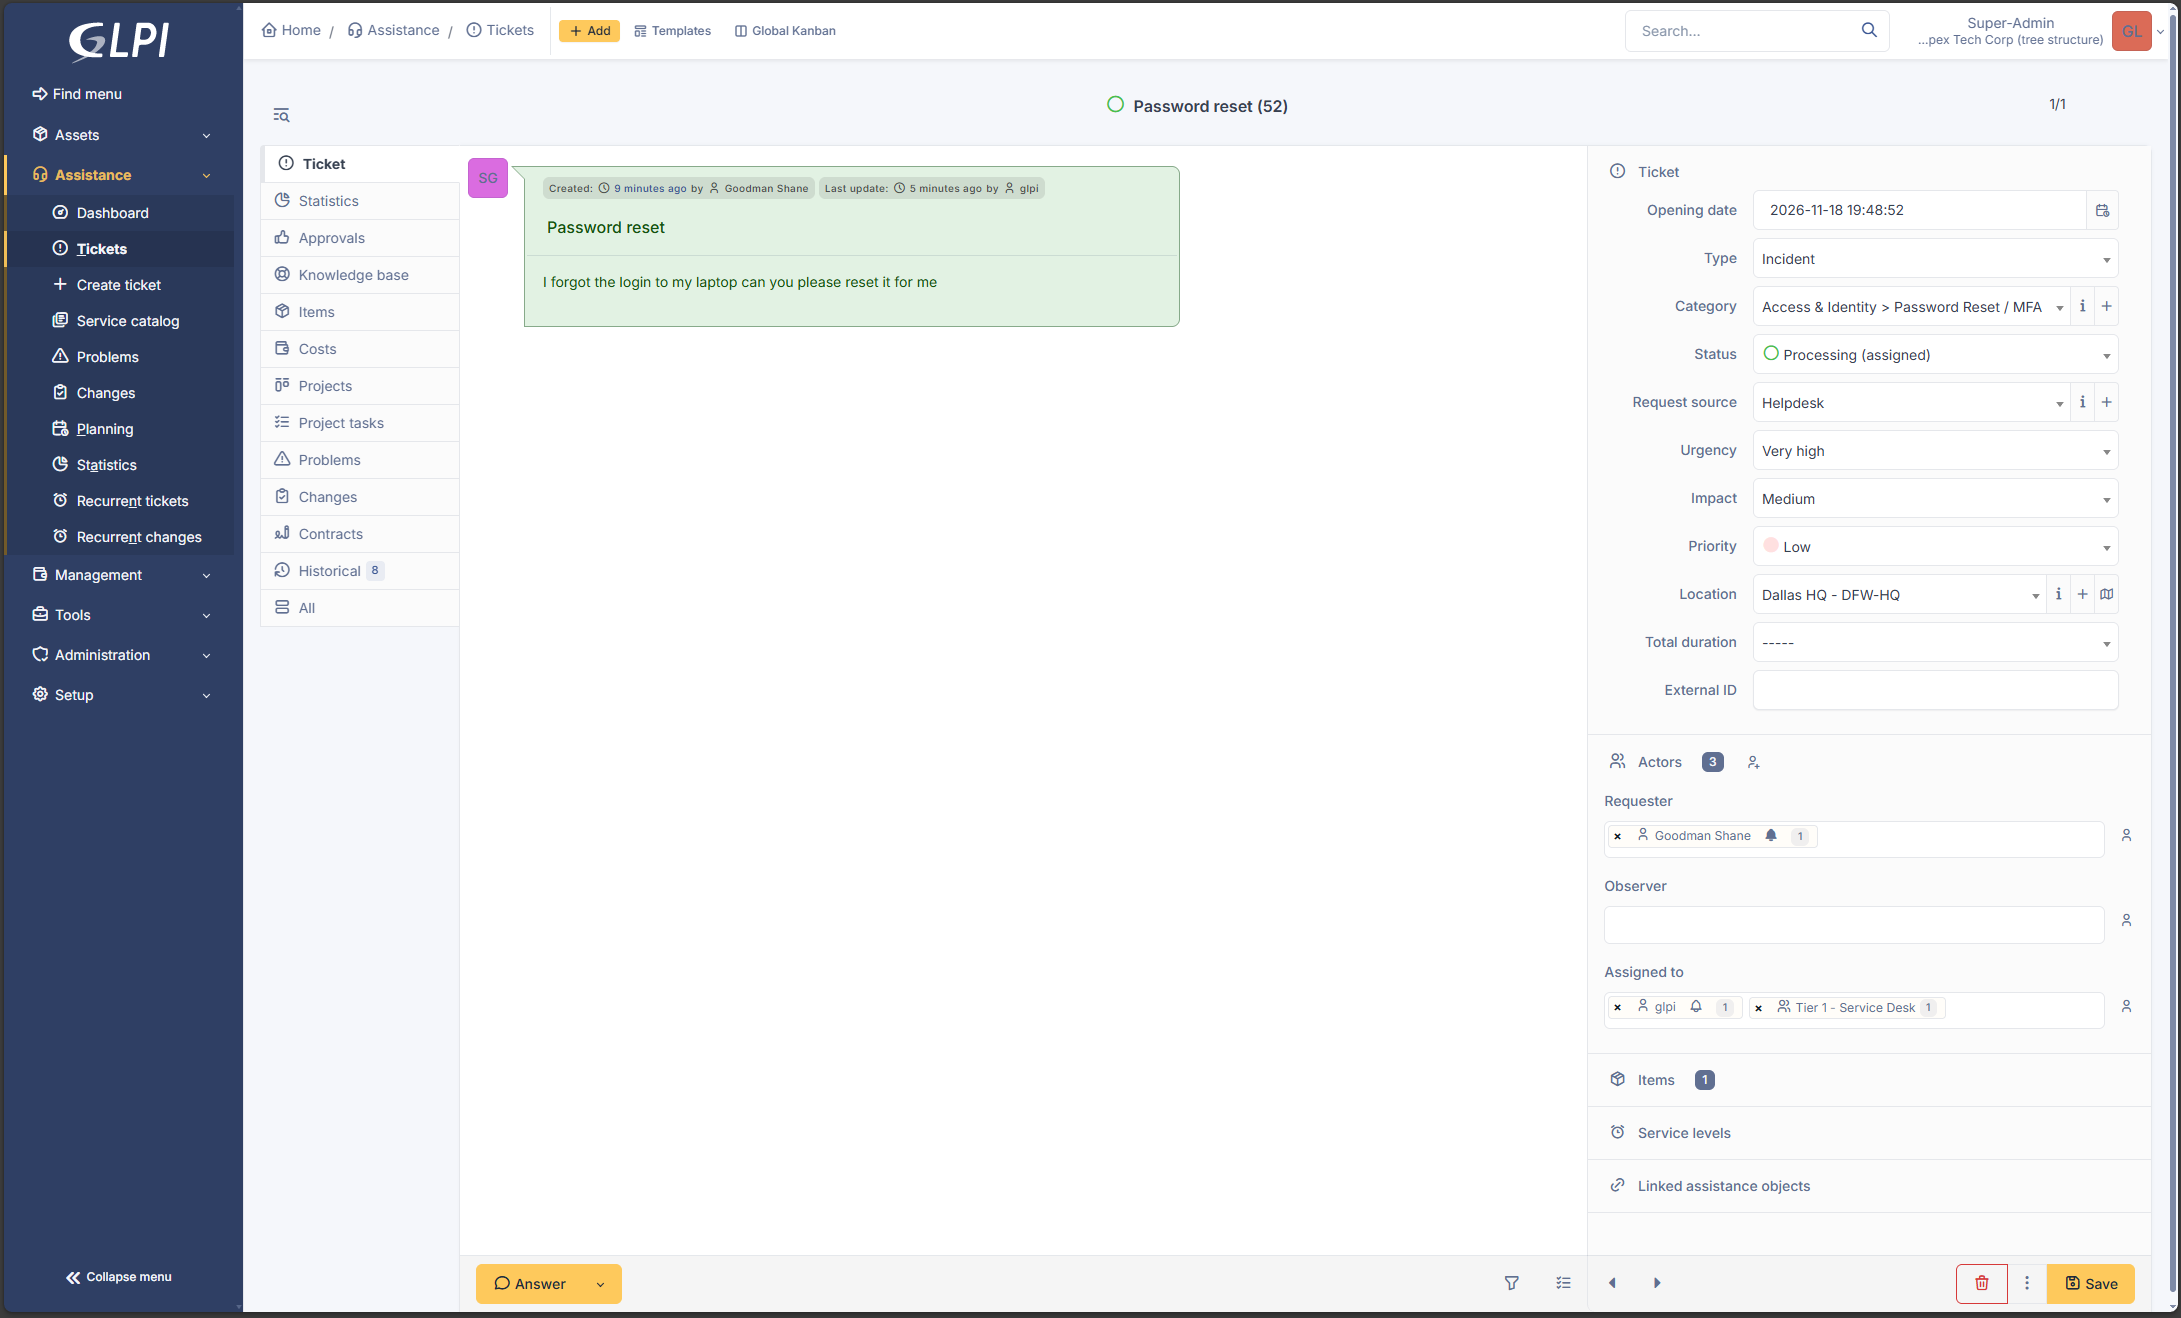 GLPI
Find menu
Assets
Assistance
Dashboard
Tickets
Create ticket
Service catalog
Problems
Changes
Planning
Statistics
Recurrent tickets
Recurrent changes
Management
Tools
Administration
Setup
Collapse menu
Home / Assistance / Tickets
Add
Templates
Global Kanban
Search...
Super-Admin
...pex Tech Corp (tree structure)
GL
Password reset (52)
1/1
Ticket
Statistics
Approvals
Knowledge base
Items
Costs
Projects
Project tasks
Problems
Changes
Contracts
Historical 8
All
SG
Created: 9 minutes ago by Goodman Shane Last update: 5 minutes ago by glpi
Password reset
I forgot the login to my laptop can you please reset it for me
Ticket
Opening date 2026-11-18 19:48:52
Type Incident
Category Access & Identity > Password Reset / MFA
Status Processing (assigned)
Request source Helpdesk
Urgency Very high
Impact Medium
Priority Low
Location Dallas HQ - DFW-HQ
Total duration -----
External ID
Actors 3
Requester
Goodman Shane 1
Observer
Assigned to
glpi 1 Tier 1 - Service Desk 1
Items 1
Service levels
Linked assistance objects
Answer
Save